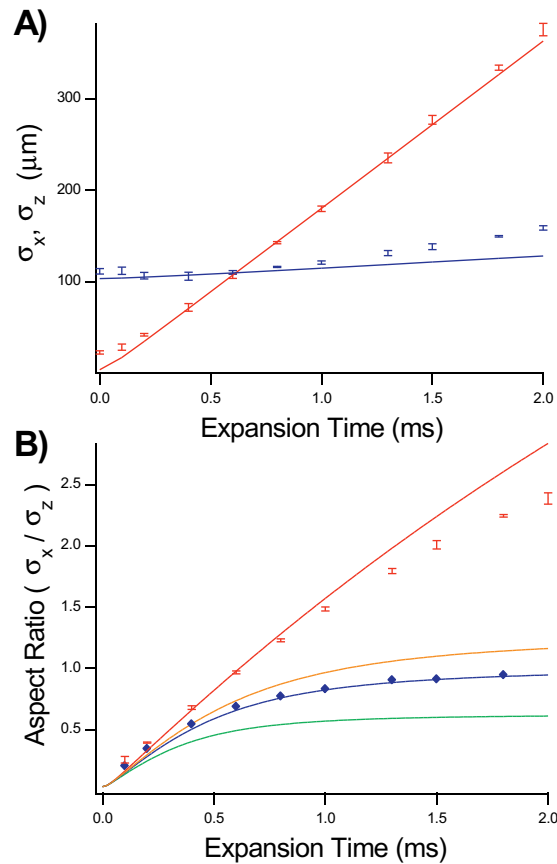 A)
σx, σz (μm)
300
200
100
0.0 0.5 1.0 1.5 2.0
Expansion Time (ms)
B)
Aspect Ratio ( σx / σz )
2.5
2.0
1.5
1.0
0.5
0.0 0.5 1.0 1.5 2.0
Expansion Time (ms)